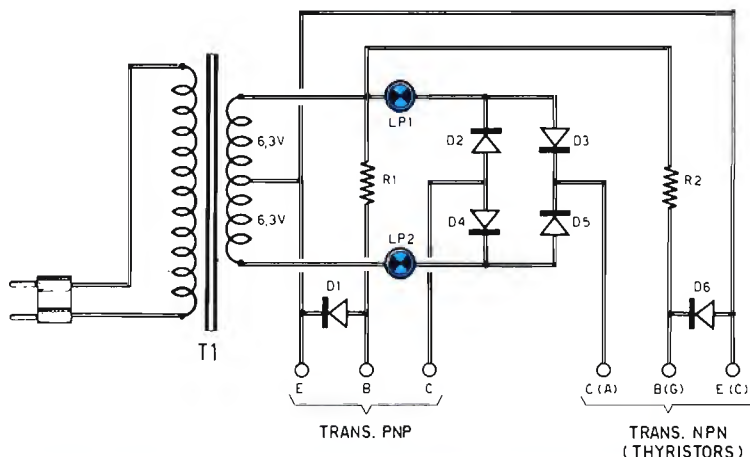 LP1
D2
D3
6,3V
R1
R2
6,3V
D4
D5
LP2
D1
D6
T1
E
B
C
C (A)
B(G)
E (C)
TRANS. PNP
TRANS. NPN
(THYRISTORS)